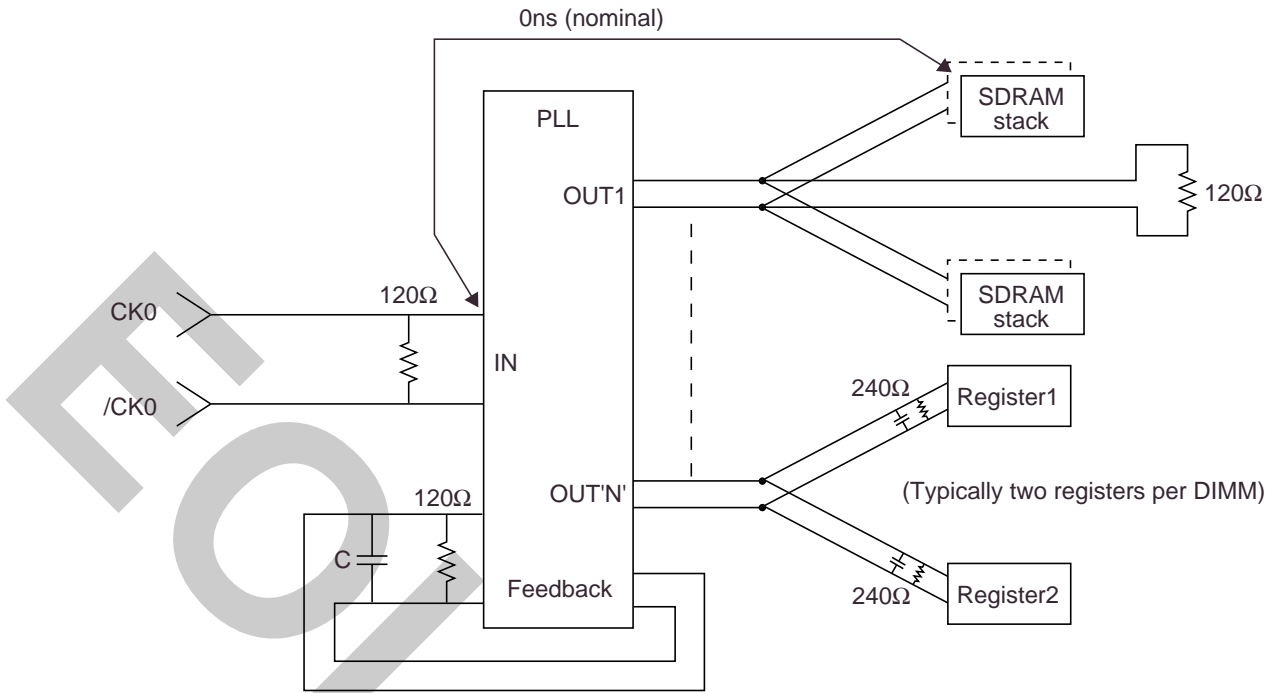 0ns (nominal)
PLL
SDRAM
stack
OUT1
120Ω
SDRAM
stack
120Ω
CK0
IN
/CK0
240Ω
Register1
(Typically two registers per DIMM)
OUT'N'
120Ω
C
Feedback
240Ω
Register2
EO